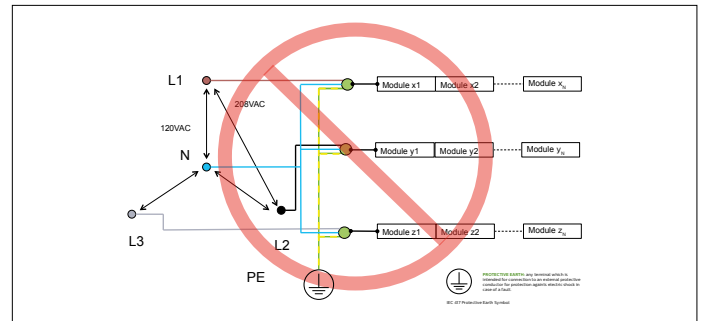 L1
208VAC
120VAC
N
L3
L2
PE
Module x1 Module x2 Module xN
Module y1 Module y2 Module yN
Module z1 Module z2 Module zN
PROTECTIVE EARTH: any terminal which is
intended for connection to an external protective
conductor for protection againts electric shock in
case of a fault.
IEC 417 Protective Earth Symbol